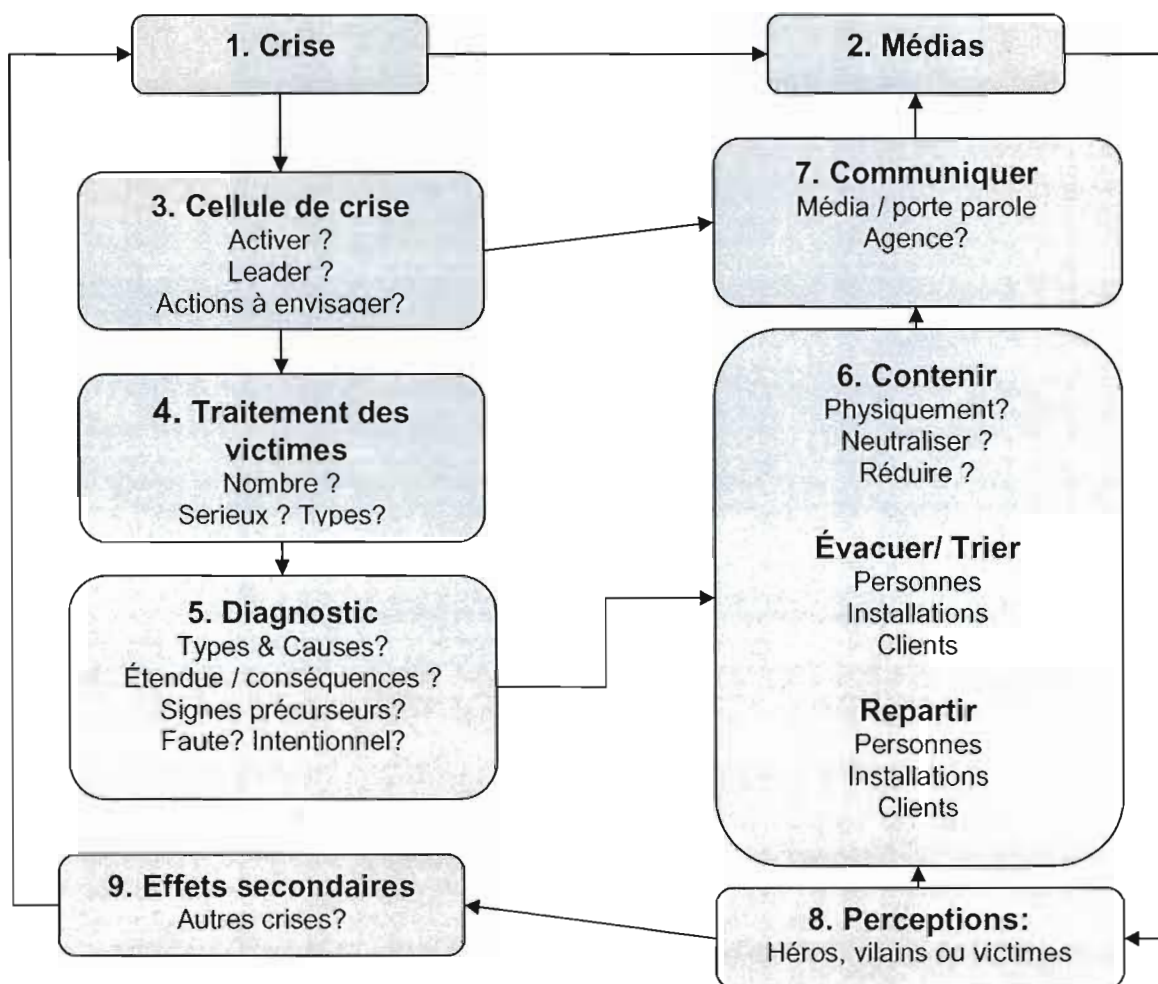 1. Crise
2. Médias
3. Cellule de crise
Activer ?
Leader ?
Actions à envisager?
4. Traitement des
victimes
Nombre ?
Serieux ? Types?
5. Diagnostic
Types & Causes?
Étendue / conséquences ?
Signes précurseurs?
Faute? Intentionnel?
6. Contenir
Physiquement?
Neutraliser ?
Réduire ?
Évacuer/ Trier
Personnes
Installations
Clients
Repartir
Personnes
Installations
Clients
7. Communiquer
Média / porte parole
Agence?
8. Perceptions:
Héros, vilains ou victimes
9. Effets secondaires
Autres crises?